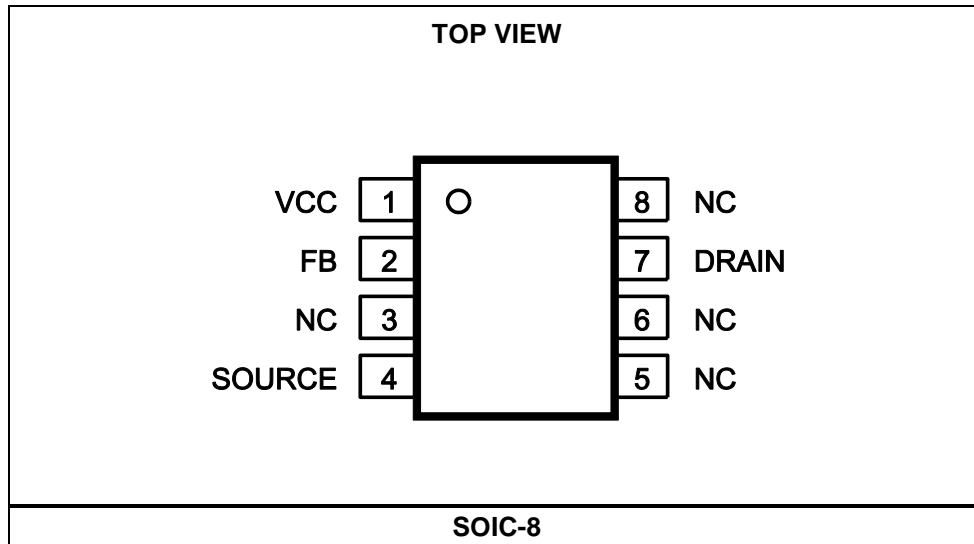 TOP VIEW
VCC 1 8 NC
FB 2 7 DRAIN
NC 3 6 NC
SOURCE 4 5 NC
SOIC-8